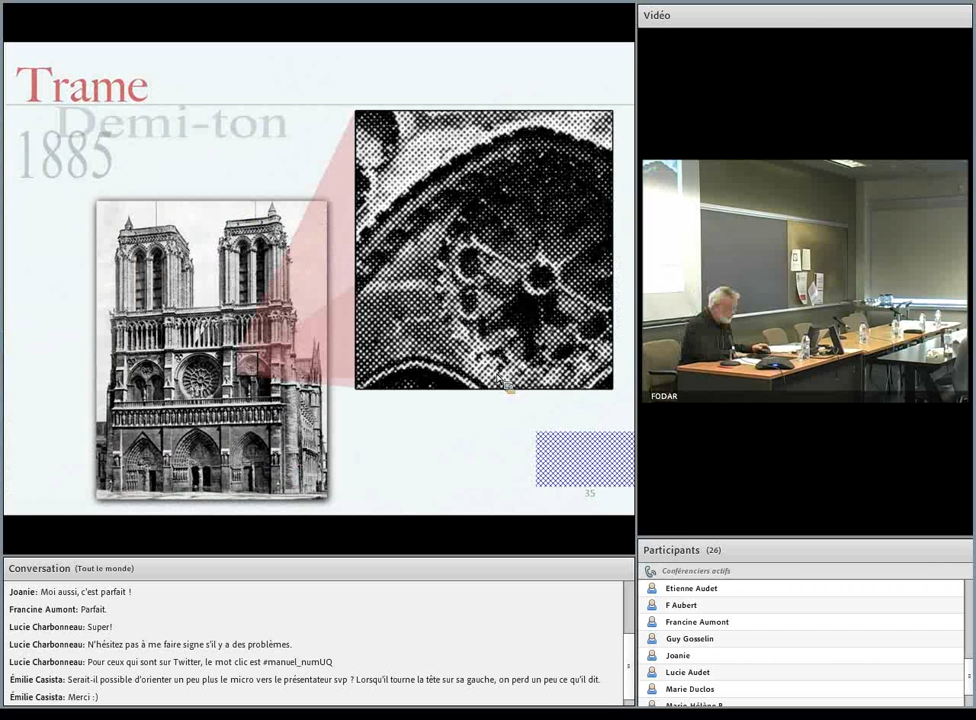 Trame
Demi-ton
1885
35
Vidéo
FODAR
Conversation (Tout le monde)
Joanie: Moi aussi, c'est parfait !
Francine Aumont: Parfait.
Lucie Charbonneau: Super!
Lucie Charbonneau: N'hésitez pas à me faire signe s'il y a des problèmes.
Lucie Charbonneau: Pour ceux qui sont sur Twitter, le mot clic est #manuel_numUQ
Émilie Casista: Serait-il possible d'orienter un peu plus le micro vers le présentateur svp ? Lorsqu'il tourne la tête sur sa gauche, on perd un peu ce qu'il dit.
Émilie Casista: Merci :)
Participants (26)
Conférenciers actifs
Etienne Audet
F Aubert
Francine Aumont
Guy Gosselin
Joanie
Lucie Audet
Marie Duclos
Marie-Hélène